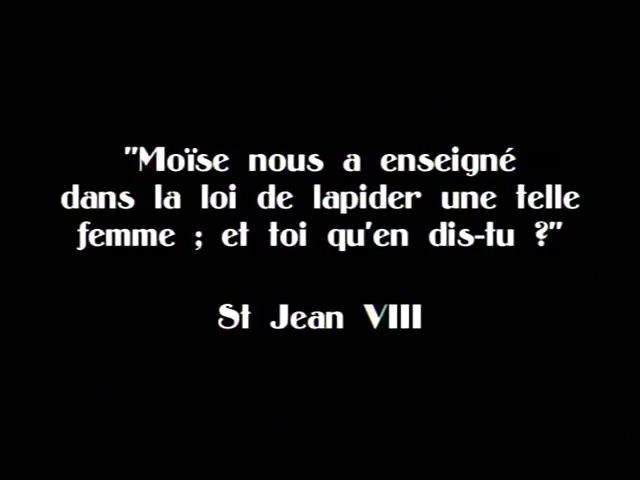 "Moïse nous a enseigné
dans la loi de lapider une telle
femme ; et toi qu'en dis-tu ?"
St Jean VIII